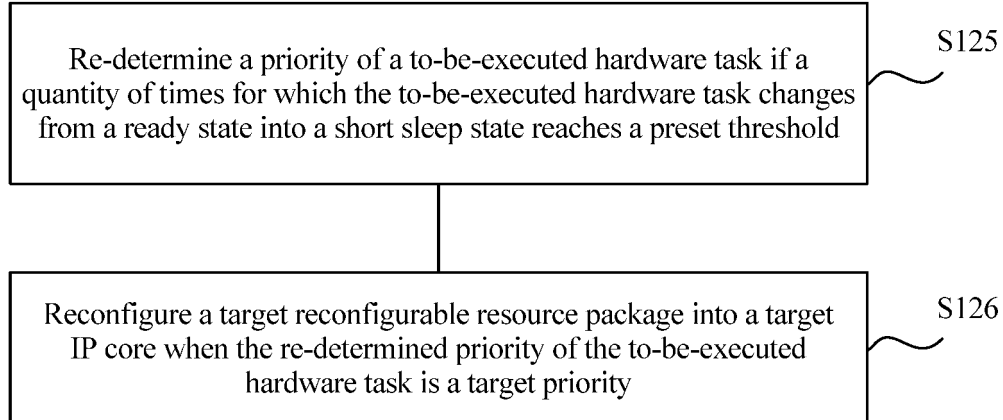 S125
Re-determine a priority of a to-be-executed hardware task if a
quantity of times for which the to-be-executed hardware task changes
from a ready state into a short sleep state reaches a preset threshold
S126
Reconfigure a target reconfigurable resource package into a target
IP core when the re-determined priority of the to-be-executed
hardware task is a target priority